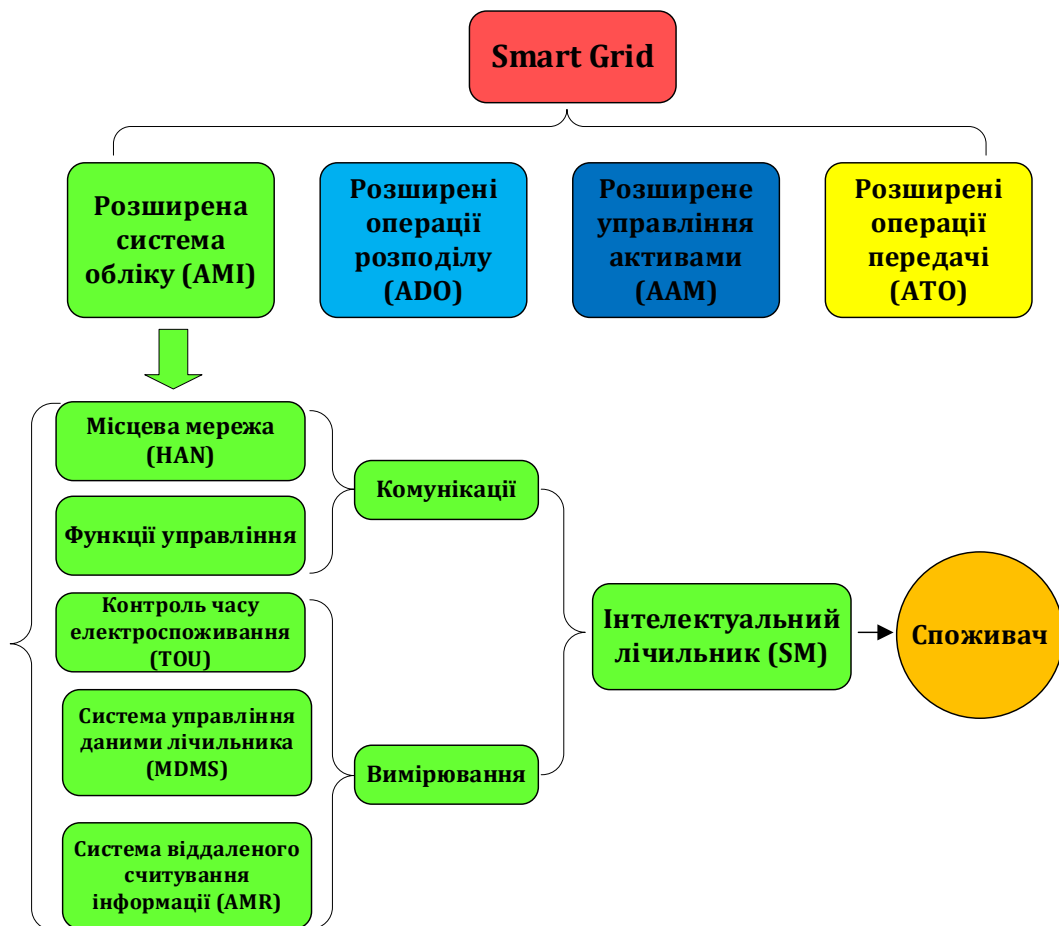 Smart Grid
Розширена
система
обліку (AMI)
Розширені
операції
розподілу
(ADO)
Розширене
управління
активами
(AAM)
Розширені
операції
передачі
(ATO)
Місцева мережа
(HAN)
Функції управління
Комунікації
Контроль часу
електроспоживання
(TOU)
Система управління
даними лічильника
(MDMS)
Система віддаленого
считування
інформації (AMR)
Вимірювання
Інтелектуальний
лічильник (SM)
Споживач